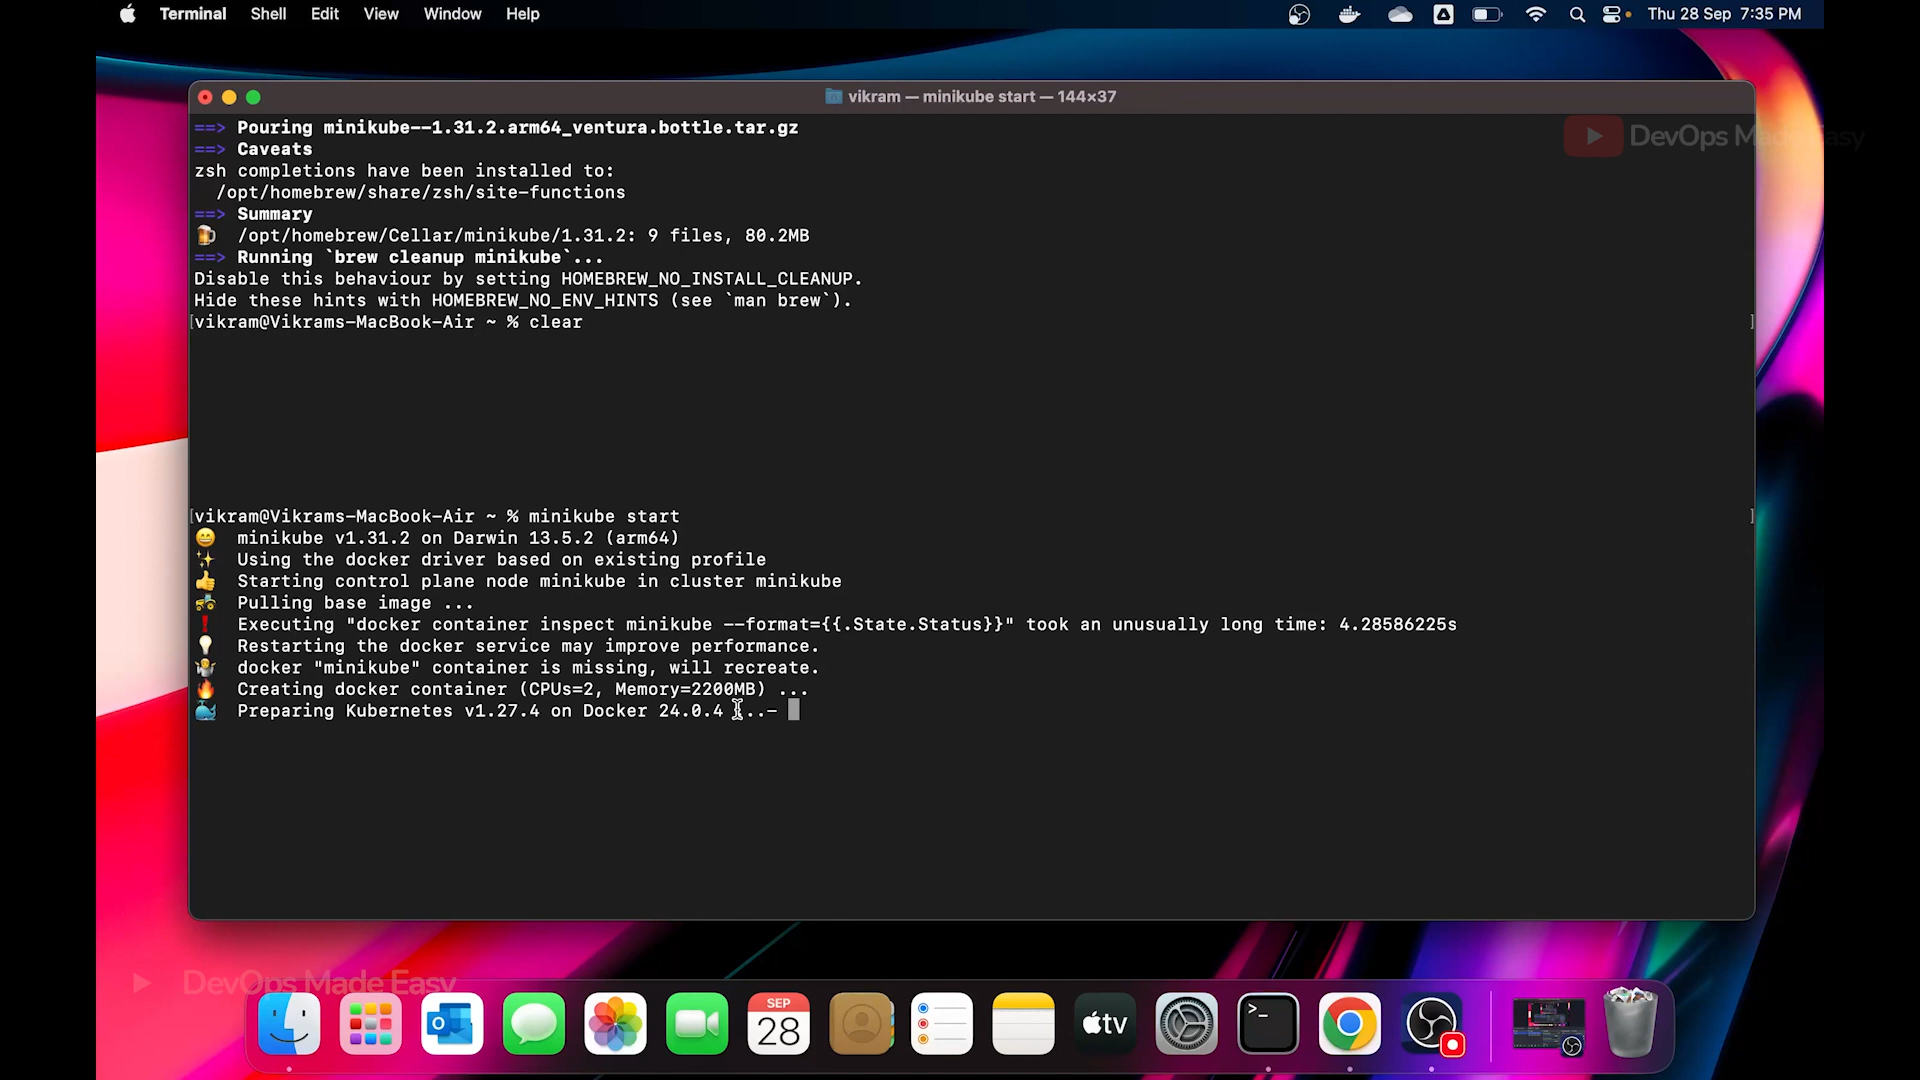 Terminal Shell Edit View Window Help Thu 28 Sep 7:35 PM
vikram — minikube start — 144×37
==> Pouring minikube--1.31.2.arm64_ventura.bottle.tar.gz
DevOps Made Easy
==> Caveats
zsh completions have been installed to:
/opt/homebrew/share/zsh/site-functions
==> Summary
/opt/homebrew/Cellar/minikube/1.31.2: 9 files, 80.2MB
==> Running `brew cleanup minikube`...
Disable this behaviour by setting HOMEBREW_NO_INSTALL_CLEANUP.
Hide these hints with HOMEBREW_NO_ENV_HINTS (see `man brew`).
[vikram@Vikrams-MacBook-Air ~ % clear ]
[vikram@Vikrams-MacBook-Air ~ % minikube start ]
😄 minikube v1.31.2 on Darwin 13.5.2 (arm64)
✨ Using the docker driver based on existing profile
👍 Starting control plane node minikube in cluster minikube
🚜 Pulling base image ...
❗ Executing "docker container inspect minikube --format={{.State.Status}}" took an unusually long time: 4.28586225s
💡 Restarting the docker service may improve performance.
🤷 docker "minikube" container is missing, will recreate.
🔥 Creating docker container (CPUs=2, Memory=2200MB) ...
🐳 Preparing Kubernetes v1.27.4 on Docker 24.0.4 ...-
DevOps Made Easy
SEP
28
tv
>_